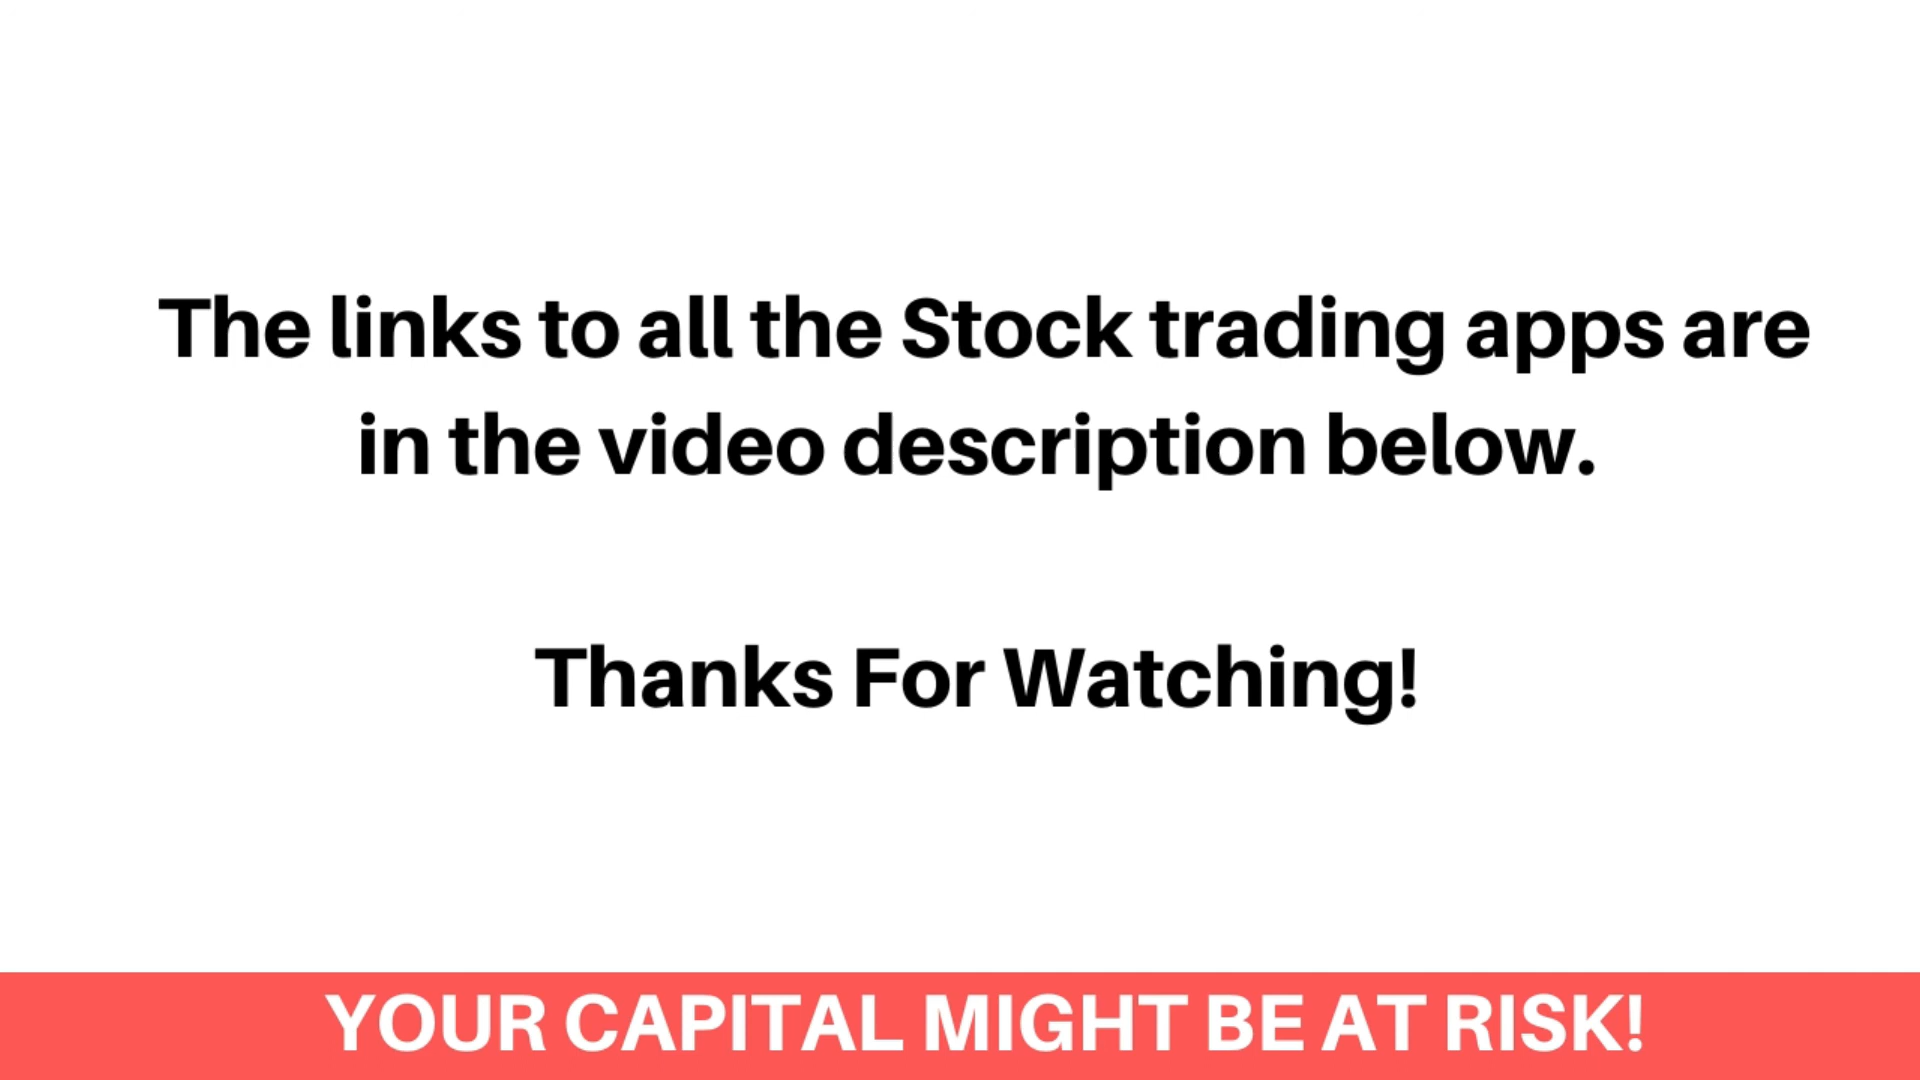 The links to all the Stock trading apps are
in the video description below.
Thanks For Watching!
YOUR CAPITAL MIGHT BE AT RISK!